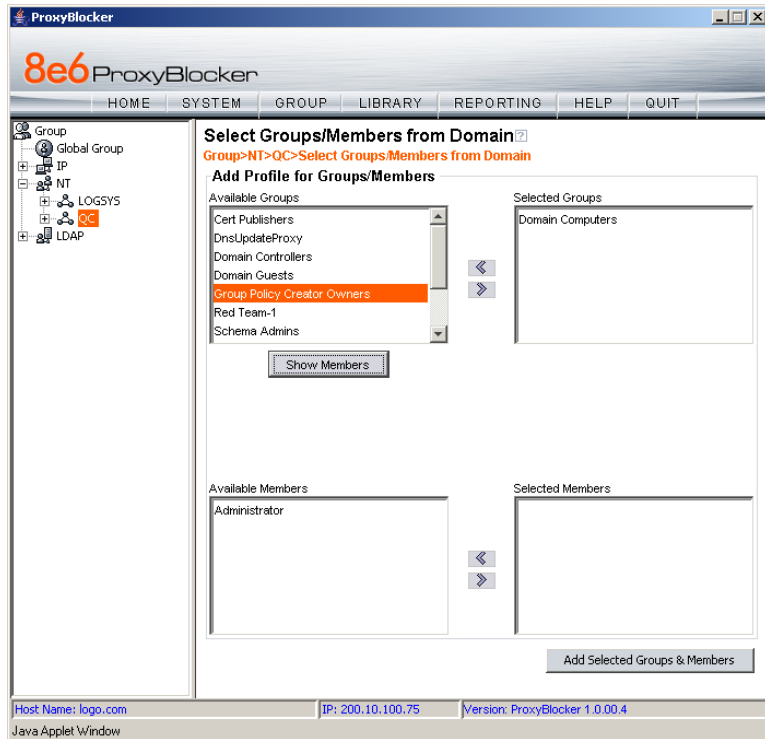 ProxyBlocker
8e6 ProxyBlocker
HOME SYSTEM GROUP LIBRARY REPORTING HELP QUIT
Group
Global Group
IP
NT
LOGSYS
QC
LDAP
Select Groups/Members from Domain?
Group>NT>QC>Select Groups/Members from Domain
Add Profile for Groups/Members
Available Groups
Cert Publishers
DnsUpdateProxy
Domain Controllers
Domain Guests
Group Policy Creator Owners
Red Team-1
Schema Admins
Show Members
Selected Groups
Domain Computers
Available Members
Administrator
Selected Members
Add Selected Groups & Members
Host Name: logo.com
IP: 200.10.100.75
Version: ProxyBlocker 1.0.00.4
Java Applet Window